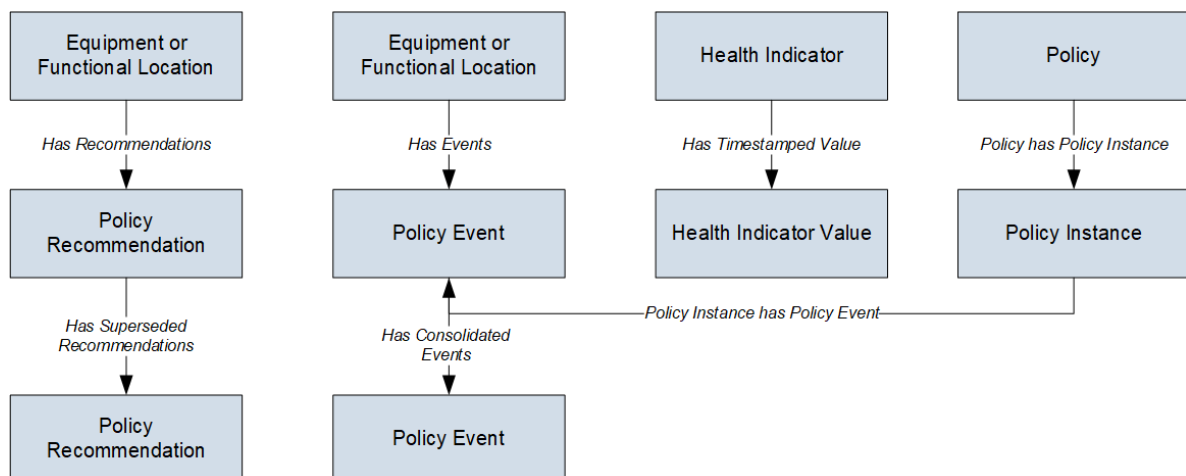 Equipment or
Functional Location
Equipment or
Functional Location
Health Indicator
Policy
Has Recommendations
Has Events
Has Timestamped Value
Policy has Policy Instance
Policy
Recommendation
Policy Event
Health Indicator Value
Policy Instance
Has Superseded
Recommendations
Policy Instance has Policy Event
Has Consolidated
Events
Policy
Recommendation
Policy Event